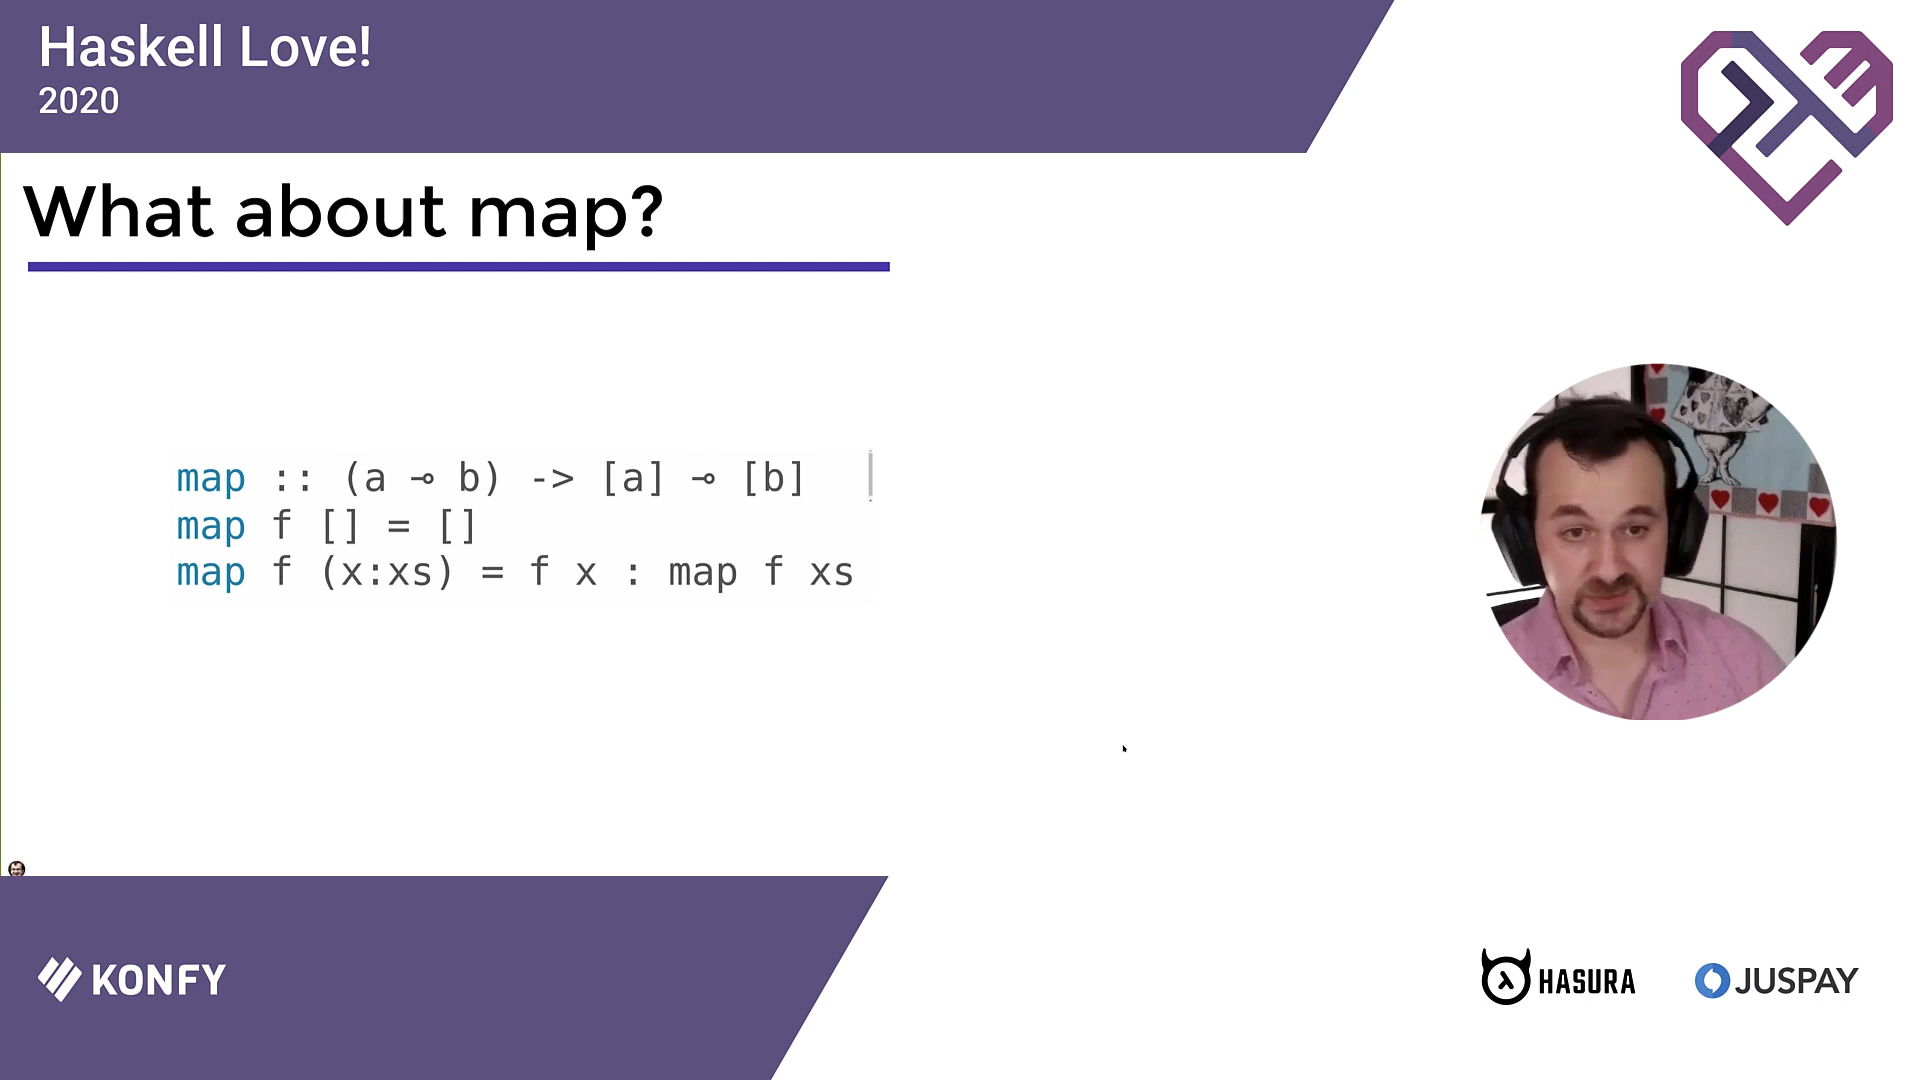 Haskell Love!
2020
What about map?
map :: (a ⊸ b) -> [a] ⊸ [b]
map f [] = []
map f (x:xs) = f x : map f xs
KONFY
HASURA
JUSPAY